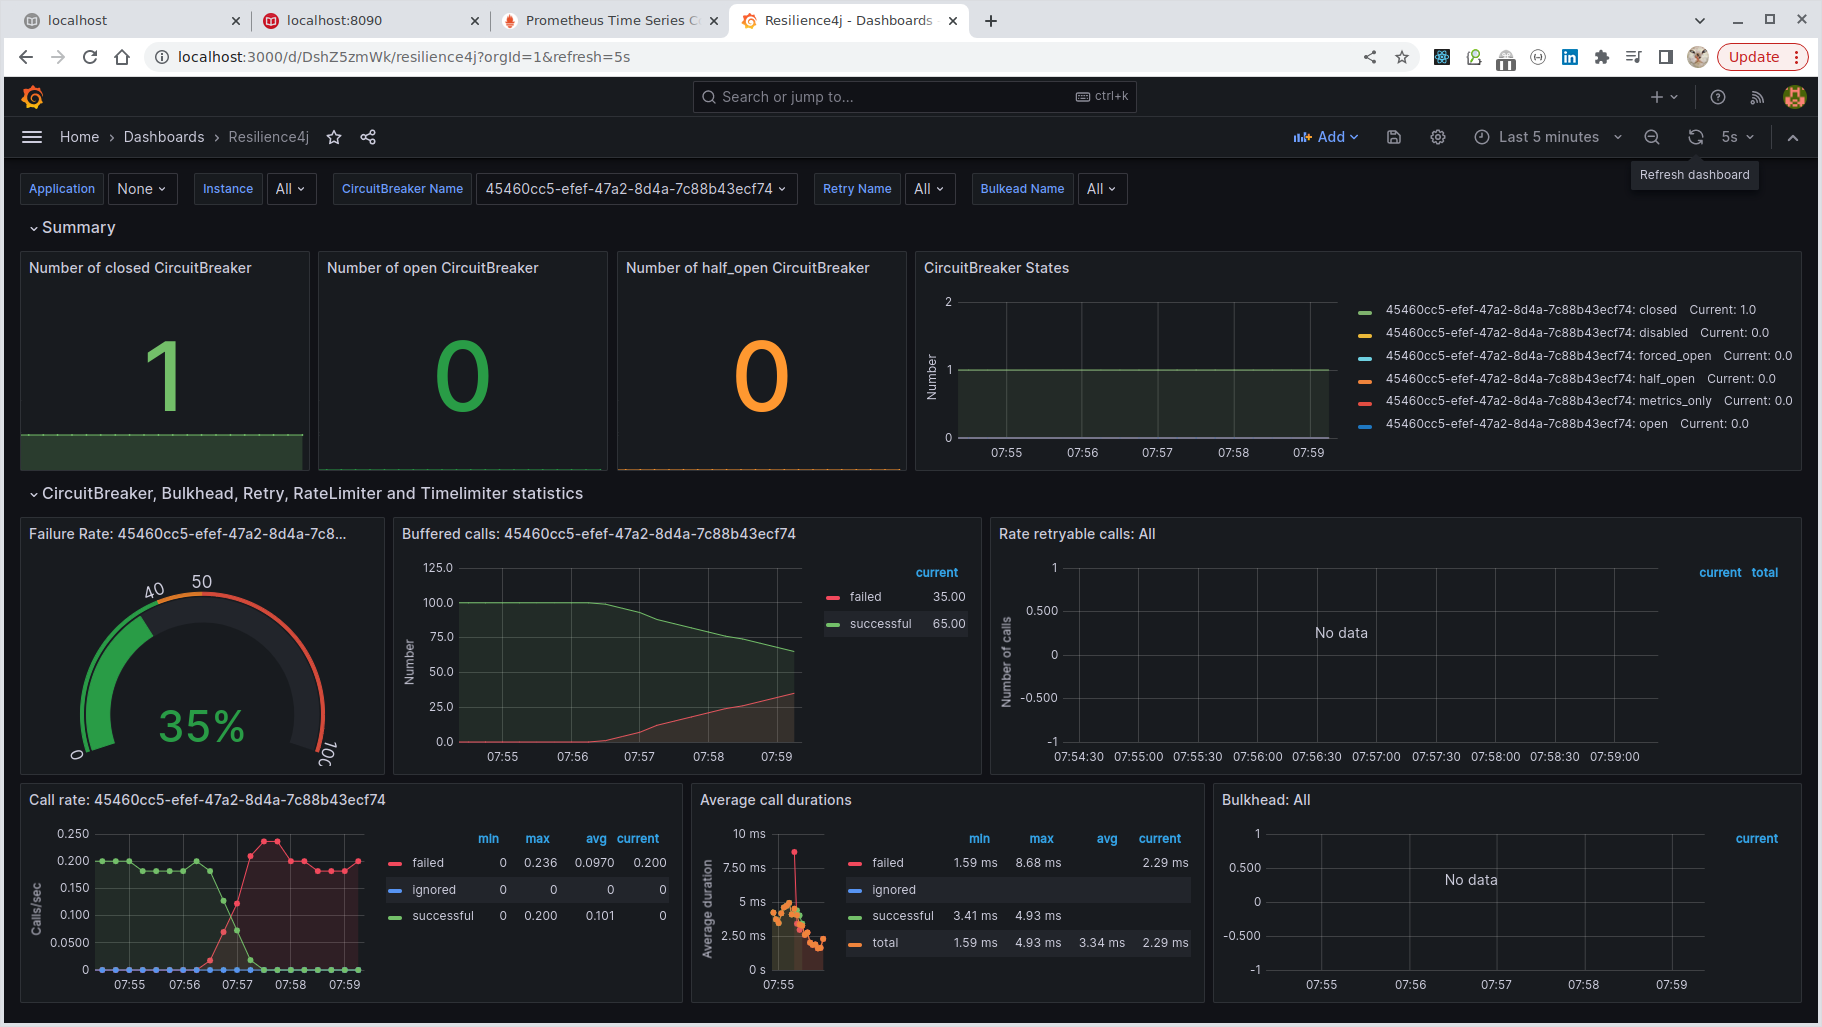 localhost
localhost:8090
Prometheus Time Series C
Resilience4j - Dashboards
localhost:3000/d/DshZ5zmWk/resilience4j?orgId=1&refresh=5s
Update
Search or jump to...
ctrl+k
Home › Dashboards › Resilience4j
Add
Last 5 minutes
5s
Refresh dashboard
Application None
Instance All
CircuitBreaker Name 45460cc5-efef-47a2-8d4a-7c88b43ecf74
Retry Name All
Bulkead Name All
Summary
Number of closed CircuitBreaker
1
Number of open CircuitBreaker
0
Number of half_open CircuitBreaker
0
CircuitBreaker States
Number
2
1
0
07:55 07:56 07:57 07:58 07:59
45460cc5-efef-47a2-8d4a-7c88b43ecf74: closed Current: 1.0
45460cc5-efef-47a2-8d4a-7c88b43ecf74: disabled Current: 0.0
45460cc5-efef-47a2-8d4a-7c88b43ecf74: forced_open Current: 0.0
45460cc5-efef-47a2-8d4a-7c88b43ecf74: half_open Current: 0.0
45460cc5-efef-47a2-8d4a-7c88b43ecf74: metrics_only Current: 0.0
45460cc5-efef-47a2-8d4a-7c88b43ecf74: open Current: 0.0
CircuitBreaker, Bulkhead, Retry, RateLimiter and Timelimiter statistics
Failure Rate: 45460cc5-efef-47a2-8d4a-7c8...
0
40
50
100
35%
Buffered calls: 45460cc5-efef-47a2-8d4a-7c88b43ecf74
Number
125.0
100.0
75.0
50.0
25.0
0.0
07:55 07:56 07:57 07:58 07:59
current
failed 35.00
successful 65.00
Rate retryable calls: All
Number of calls
1
0.500
0
-0.500
-1
No data
07:54:30 07:55:00 07:55:30 07:56:00 07:56:30 07:57:00 07:57:30 07:58:00 07:58:30 07:59:00
current total
Call rate: 45460cc5-efef-47a2-8d4a-7c88b43ecf74
Calls/sec
0.250
0.200
0.150
0.100
0.0500
0
07:55 07:56 07:57 07:58 07:59
min max avg current
failed 0 0.236 0.0970 0.200
ignored 0 0 0 0
successful 0 0.200 0.101 0
Average call durations
Average duration
10 ms
7.50 ms
5 ms
2.50 ms
0 s
07:55
min max avg current
failed 1.59 ms 8.68 ms 2.29 ms
ignored
successful 3.41 ms 4.93 ms
total 1.59 ms 4.93 ms 3.34 ms 2.29 ms
Bulkhead: All
1
0.500
0
-0.500
-1
No data
07:55 07:56 07:57 07:58 07:59
current